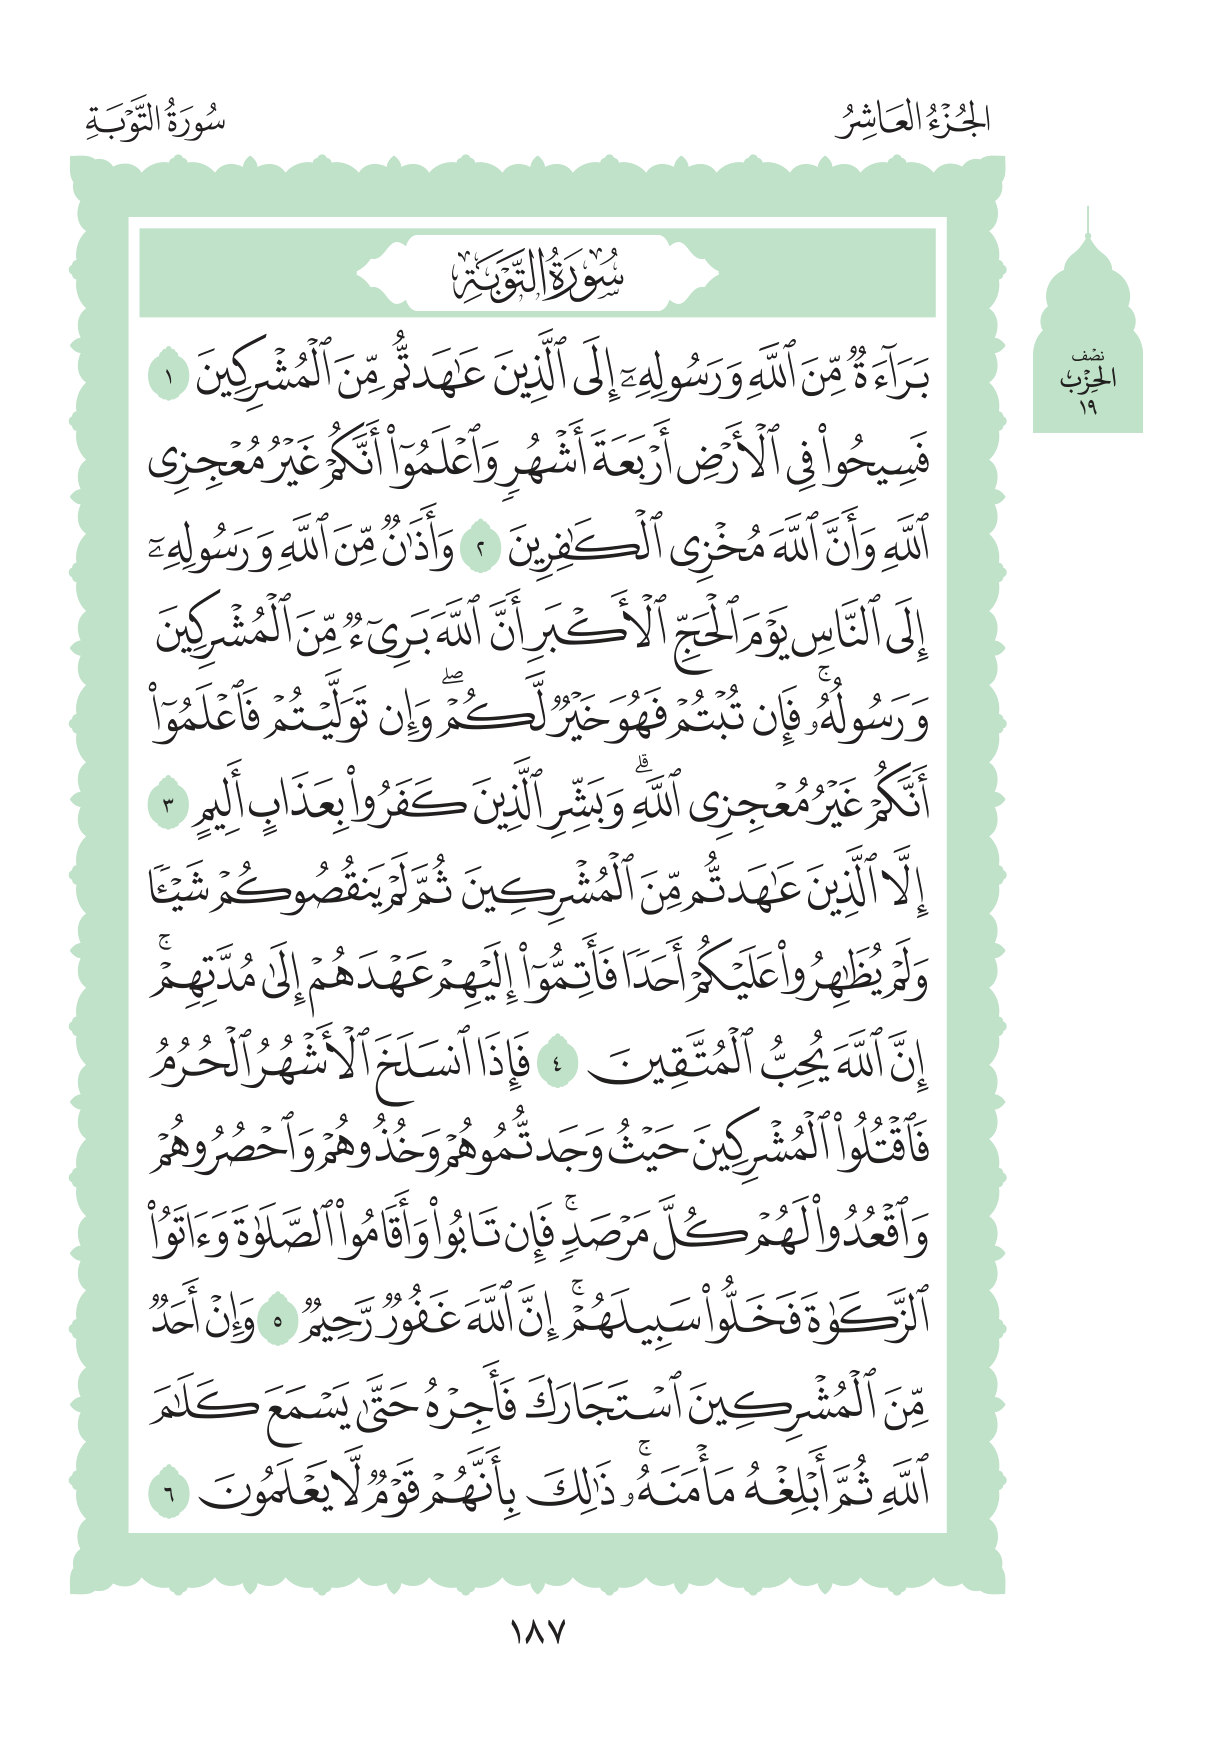 الجُزْءُ العَاشِرُ
سُورَةُ التَّوْبَةِ
نصْف
الحِزْب
١٩
سُورَةُ التَّوْبَةِ
بَرَآءَةٌ مِّنَ ٱللَّهِ وَرَسُولِهِۦٓ إِلَى ٱلَّذِينَ عَٰهَدتُّم مِّنَ ٱلْمُشْرِكِينَ ١
فَسِيحُوا۟ فِى ٱلْأَرْضِ أَرْبَعَةَ أَشْهُرٍ وَٱعْلَمُوٓا۟ أَنَّكُمْ غَيْرُ مُعْجِزِى
ٱللَّهِ وَأَنَّ ٱللَّهَ مُخْزِى ٱلْكَٰفِرِينَ ٢ وَأَذَٰنٌ مِّنَ ٱللَّهِ وَرَسُولِهِۦٓ
إِلَى ٱلنَّاسِ يَوْمَ ٱلْحَجِّ ٱلْأَكْبَرِ أَنَّ ٱللَّهَ بَرِىٓءٌ مِّنَ ٱلْمُشْرِكِينَ
وَرَسُولُهُۥ ۚ فَإِن تُبْتُمْ فَهُوَ خَيْرٌ لَّكُمْ ۖ وَإِن تَوَلَّيْتُمْ فَٱعْلَمُوٓا۟
أَنَّكُمْ غَيْرُ مُعْجِزِى ٱللَّهِ ۗ وَبَشِّرِ ٱلَّذِينَ كَفَرُوا۟ بِعَذَابٍ أَلِيمٍ ٣
إِلَّا ٱلَّذِينَ عَٰهَدتُّم مِّنَ ٱلْمُشْرِكِينَ ثُمَّ لَمْ يَنقُصُوكُمْ شَيْـًٔا
وَلَمْ يُظَٰهِرُوا۟ عَلَيْكُمْ أَحَدًا فَأَتِمُّوٓا۟ إِلَيْهِمْ عَهْدَهُمْ إِلَىٰ مُدَّتِهِمْ ۚ
إِنَّ ٱللَّهَ يُحِبُّ ٱلْمُتَّقِينَ ٤ فَإِذَا ٱنسَلَخَ ٱلْأَشْهُرُ ٱلْحُرُمُ
فَٱقْتُلُوا۟ ٱلْمُشْرِكِينَ حَيْثُ وَجَدتُّمُوهُمْ وَخُذُوهُمْ وَٱحْصُرُوهُمْ
وَٱقْعُدُوا۟ لَهُمْ كُلَّ مَرْصَدٍ ۚ فَإِن تَابُوا۟ وَأَقَامُوا۟ ٱلصَّلَوٰةَ وَءَاتَوُا۟
ٱلزَّكَوٰةَ فَخَلُّوا۟ سَبِيلَهُمْ ۚ إِنَّ ٱللَّهَ غَفُورٌ رَّحِيمٌ ٥ وَإِنْ أَحَدٌ
مِّنَ ٱلْمُشْرِكِينَ ٱسْتَجَارَكَ فَأَجِرْهُ حَتَّىٰ يَسْمَعَ كَلَٰمَ
ٱللَّهِ ثُمَّ أَبْلِغْهُ مَأْمَنَهُۥ ۚ ذَٰلِكَ بِأَنَّهُمْ قَوْمٌ لَّا يَعْلَمُونَ ٦
١٨٧